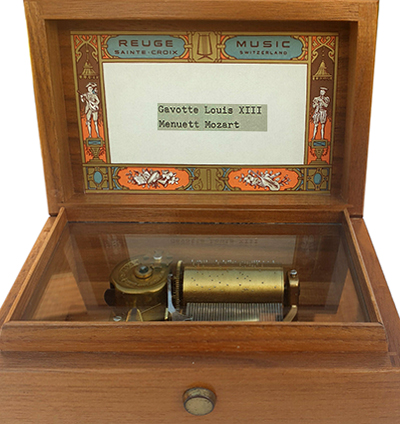 REUGE MUSIC
SAINTE-CROIX SWITZERLAND
Gavotte Louis XIII
Menuett Mozart